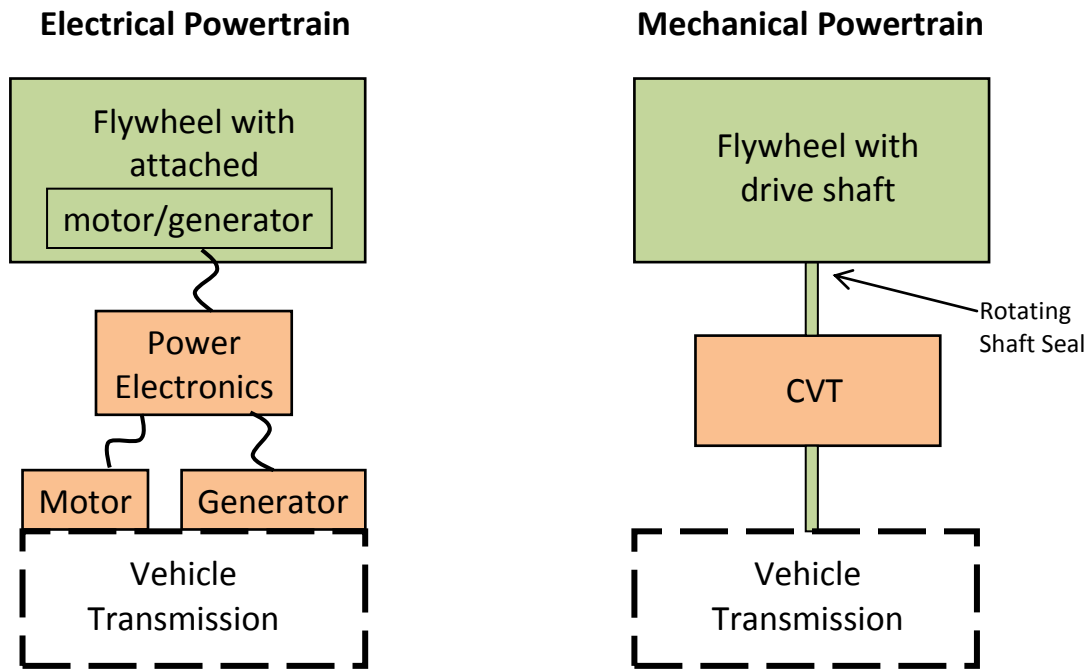 Electrical Powertrain
Flywheel with
attached
motor/generator
Power
Electronics
Motor
Generator
Vehicle
Transmission
Mechanical Powertrain
Flywheel with
drive shaft
Rotating
Shaft Seal
CVT
Vehicle
Transmission